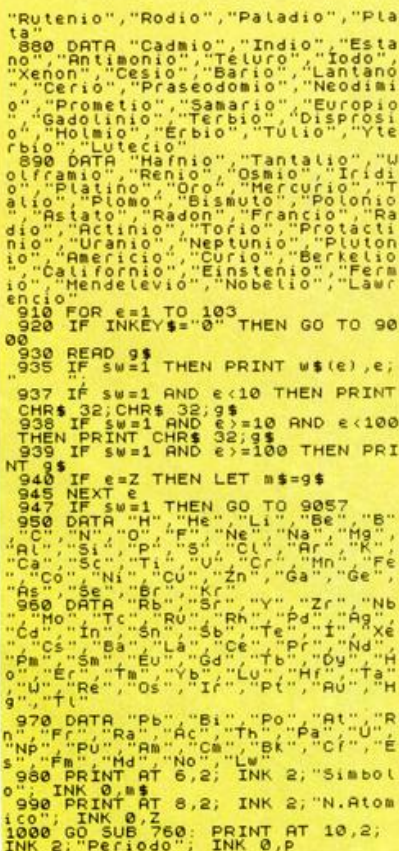 "Rutenio","Rodio","Paladio","Pla
ta"
880 DATA "Cadmio","Indio","Esta
no","Antimonio","Teluro","Iodo",
"Xenon","Cesio","Bario","Lantano
","Cerio","Praseodomio","Neodimi
o","Prometio","Samario","Europio
","Gadolinio","Terbio","Disprosi
o","Holmio","Erbio","Tulio","Yte
rbio","Lutecio"
890 DATA "Hafnio","Tantalio","W
olframio","Renio","Osmio","Iridi
o","Platino","Oro","Mercurio","T
alio","Plomo","Bismuto","Polonio
","Astato","Radon","Francio","Ra
dio","Actinio","Torio","Protacti
nio","Uranio","Neptunio","Pluton
io","Americio","Curio","Berkelio
","Californio","Einstenio","Ferm
io","Mendelevio","Nobelio","Lawr
encio"
910 FOR e=1 TO 103
920 IF INKEY$="0" THEN GO TO 90
00
930 READ g$
935 IF sw=1 THEN PRINT w$(e),e;
" ";
937 IF sw=1 AND e<10 THEN PRINT
CHR$ 32;CHR$ 32;g$
938 IF sw=1 AND e>=10 AND e<100
THEN PRINT CHR$ 32;g$
939 IF sw=1 AND e>=100 THEN PRI
NT g$
940 IF e=Z THEN LET m$=g$
945 NEXT e
947 IF sw=1 THEN GO TO 9057
950 DATA "H","He","Li","Be","B"
,"C","N","O","F","Ne","Na","Mg",
"Al","Si","P","S","Cl","Ar","K",
"Ca","Sc","Ti","V","Cr","Mn","Fe
","Co","Ni","Cu","Zn","Ga","Ge",
"As","Se","Br","Kr"
960 DATA "Rb","Sr","Y","Zr","Nb
","Mo","Tc","Ru","Rh","Pd","Ag",
"Cd","In","Sn","Sb","Te","I","Xe
","Cs","Ba","La","Ce","Pr","Nd",
"Pm","Sm","Eu","Gd","Tb","Dy","H
o","Er","Tm","Yb","Lu","Hf","Ta"
,"W","Re","Os","Ir","Pt","Au","H
g","Tl"
970 DATA "Pb","Bi","Po","At","R
n","Fr","Ra","Ac","Th","Pa","U",
"Np","Pu","Am","Cm","Bk","Cf","E
s","Fm","Md","No","Lw"
980 PRINT AT 6,2; INK 2;"Simbol
o"; INK 0,m$
990 PRINT AT 8,2; INK 2;"N.Atom
ico"; INK 0,Z
1000 GO SUB 760: PRINT AT 10,2;
INK 2;"Periodo"; INK 0,p